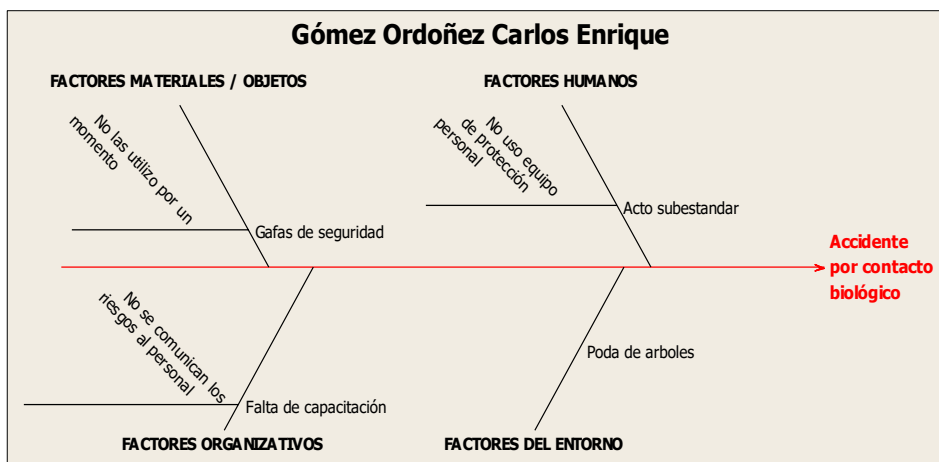 Gómez Ordoñez Carlos Enrique
FACTORES MATERIALES / OBJETOS
FACTORES HUMANOS
No las utilizo por un
momento
Gafas de seguridad
No uso equipo
de protección
personal
Acto subestandar
Accidente
por contacto
biológico
No se comunican los
riesgos al personal
Falta de capacitación
Poda de arboles
FACTORES ORGANIZATIVOS
FACTORES DEL ENTORNO